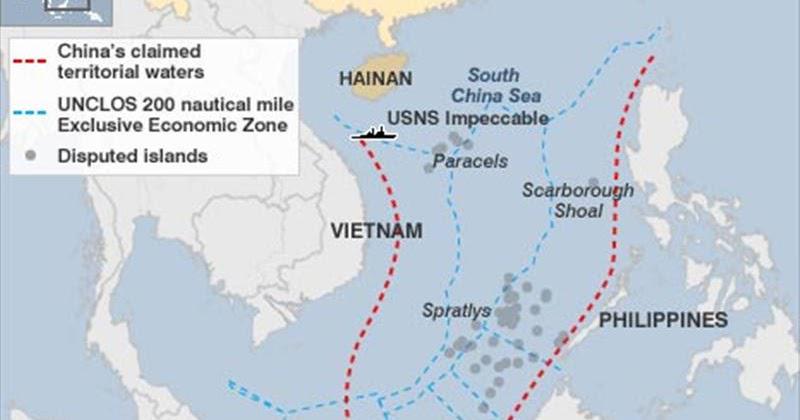 China's claimed
territorial waters
UNCLOS 200 nautical mile
Exclusive Economic Zone
Disputed islands
HAINAN
South
China Sea
USNS Impeccable
Paracels
Scarborough
Shoal
VIETNAM
Spratlys
PHILIPPINES